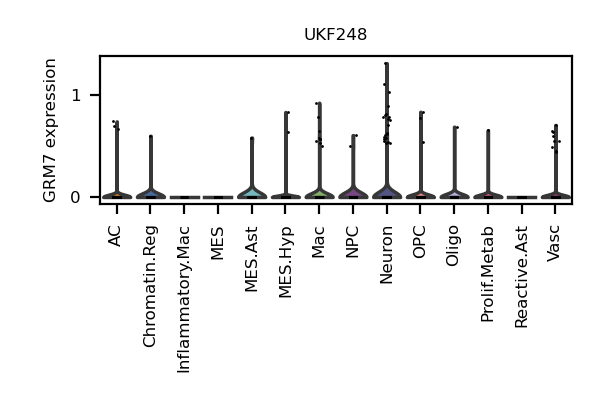 UKF248
GRM7 expression
1
0
AC
Chromatin.Reg
Inflammatory.Mac
MES
MES.Ast
MES.Hyp
Mac
NPC
Neuron
OPC
Oligo
Prolif.Metab
Reactive.Ast
Vasc